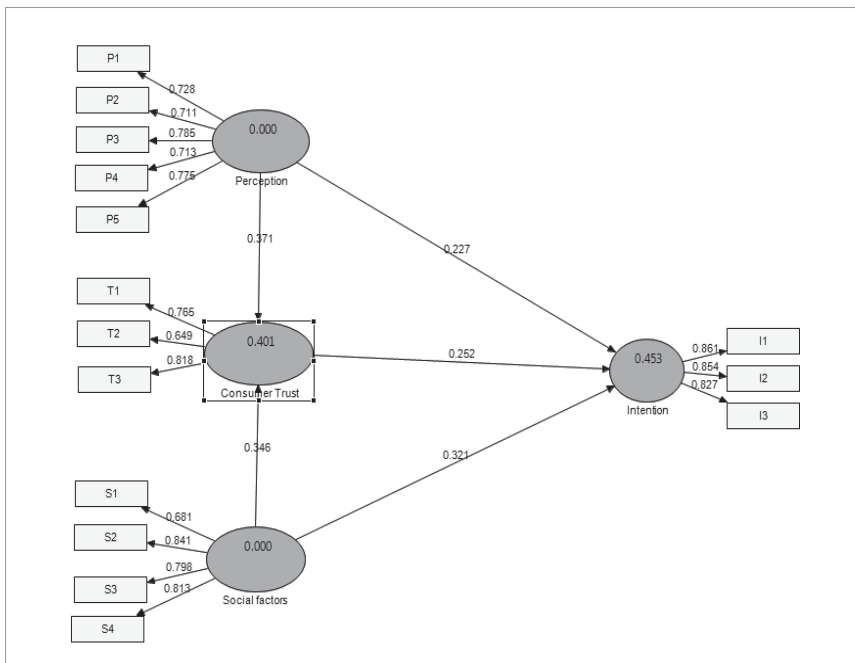 P1
0.728
P2
0.711
P3
0.785
P4
0.713
P5
0.775
0.000
Perception
0.371
0.227
T1
0.765
T2
0.649
T3
0.818
0.401
Consumer Trust
0.252
0.453
Intention
0.861
I1
0.854
I2
0.827
I3
0.346
0.321
S1
0.681
S2
0.841
S3
0.798
S4
0.813
0.000
Social factors